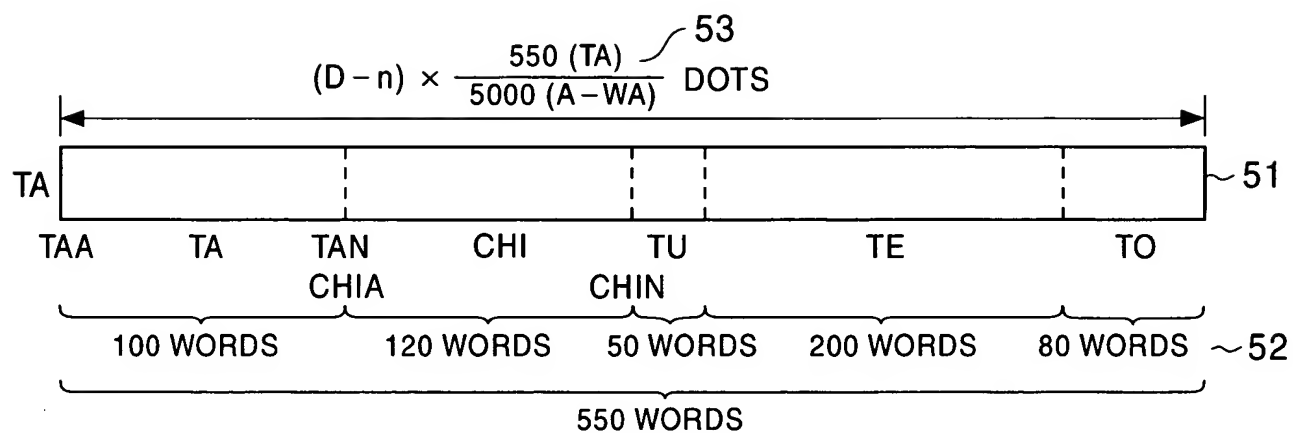 53
(D-n) × 550 (TA) / 5000 (A-WA) DOTS
TA
51
TAA TA TAN CHI TU TE TO
CHIA CHIN
100 WORDS 120 WORDS 50 WORDS 200 WORDS 80 WORDS 52
550 WORDS